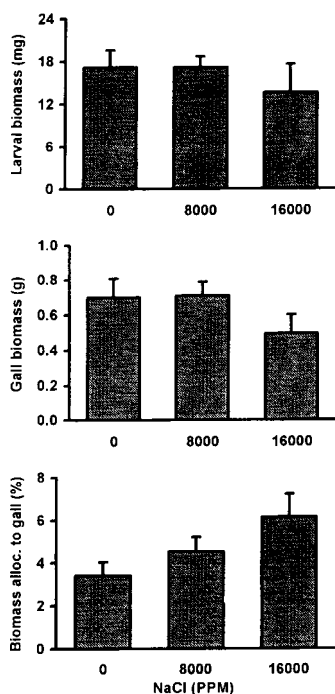 Larval biomass (mg)
24
18
12
6
0
0 8000 16000
Gall biomass (g)
1.0
0.8
0.6
0.4
0.2
0.0
0 8000 16000
Biomass alloc. to gall (%)
8
6
4
2
0
0 8000 16000
NaCl (PPM)